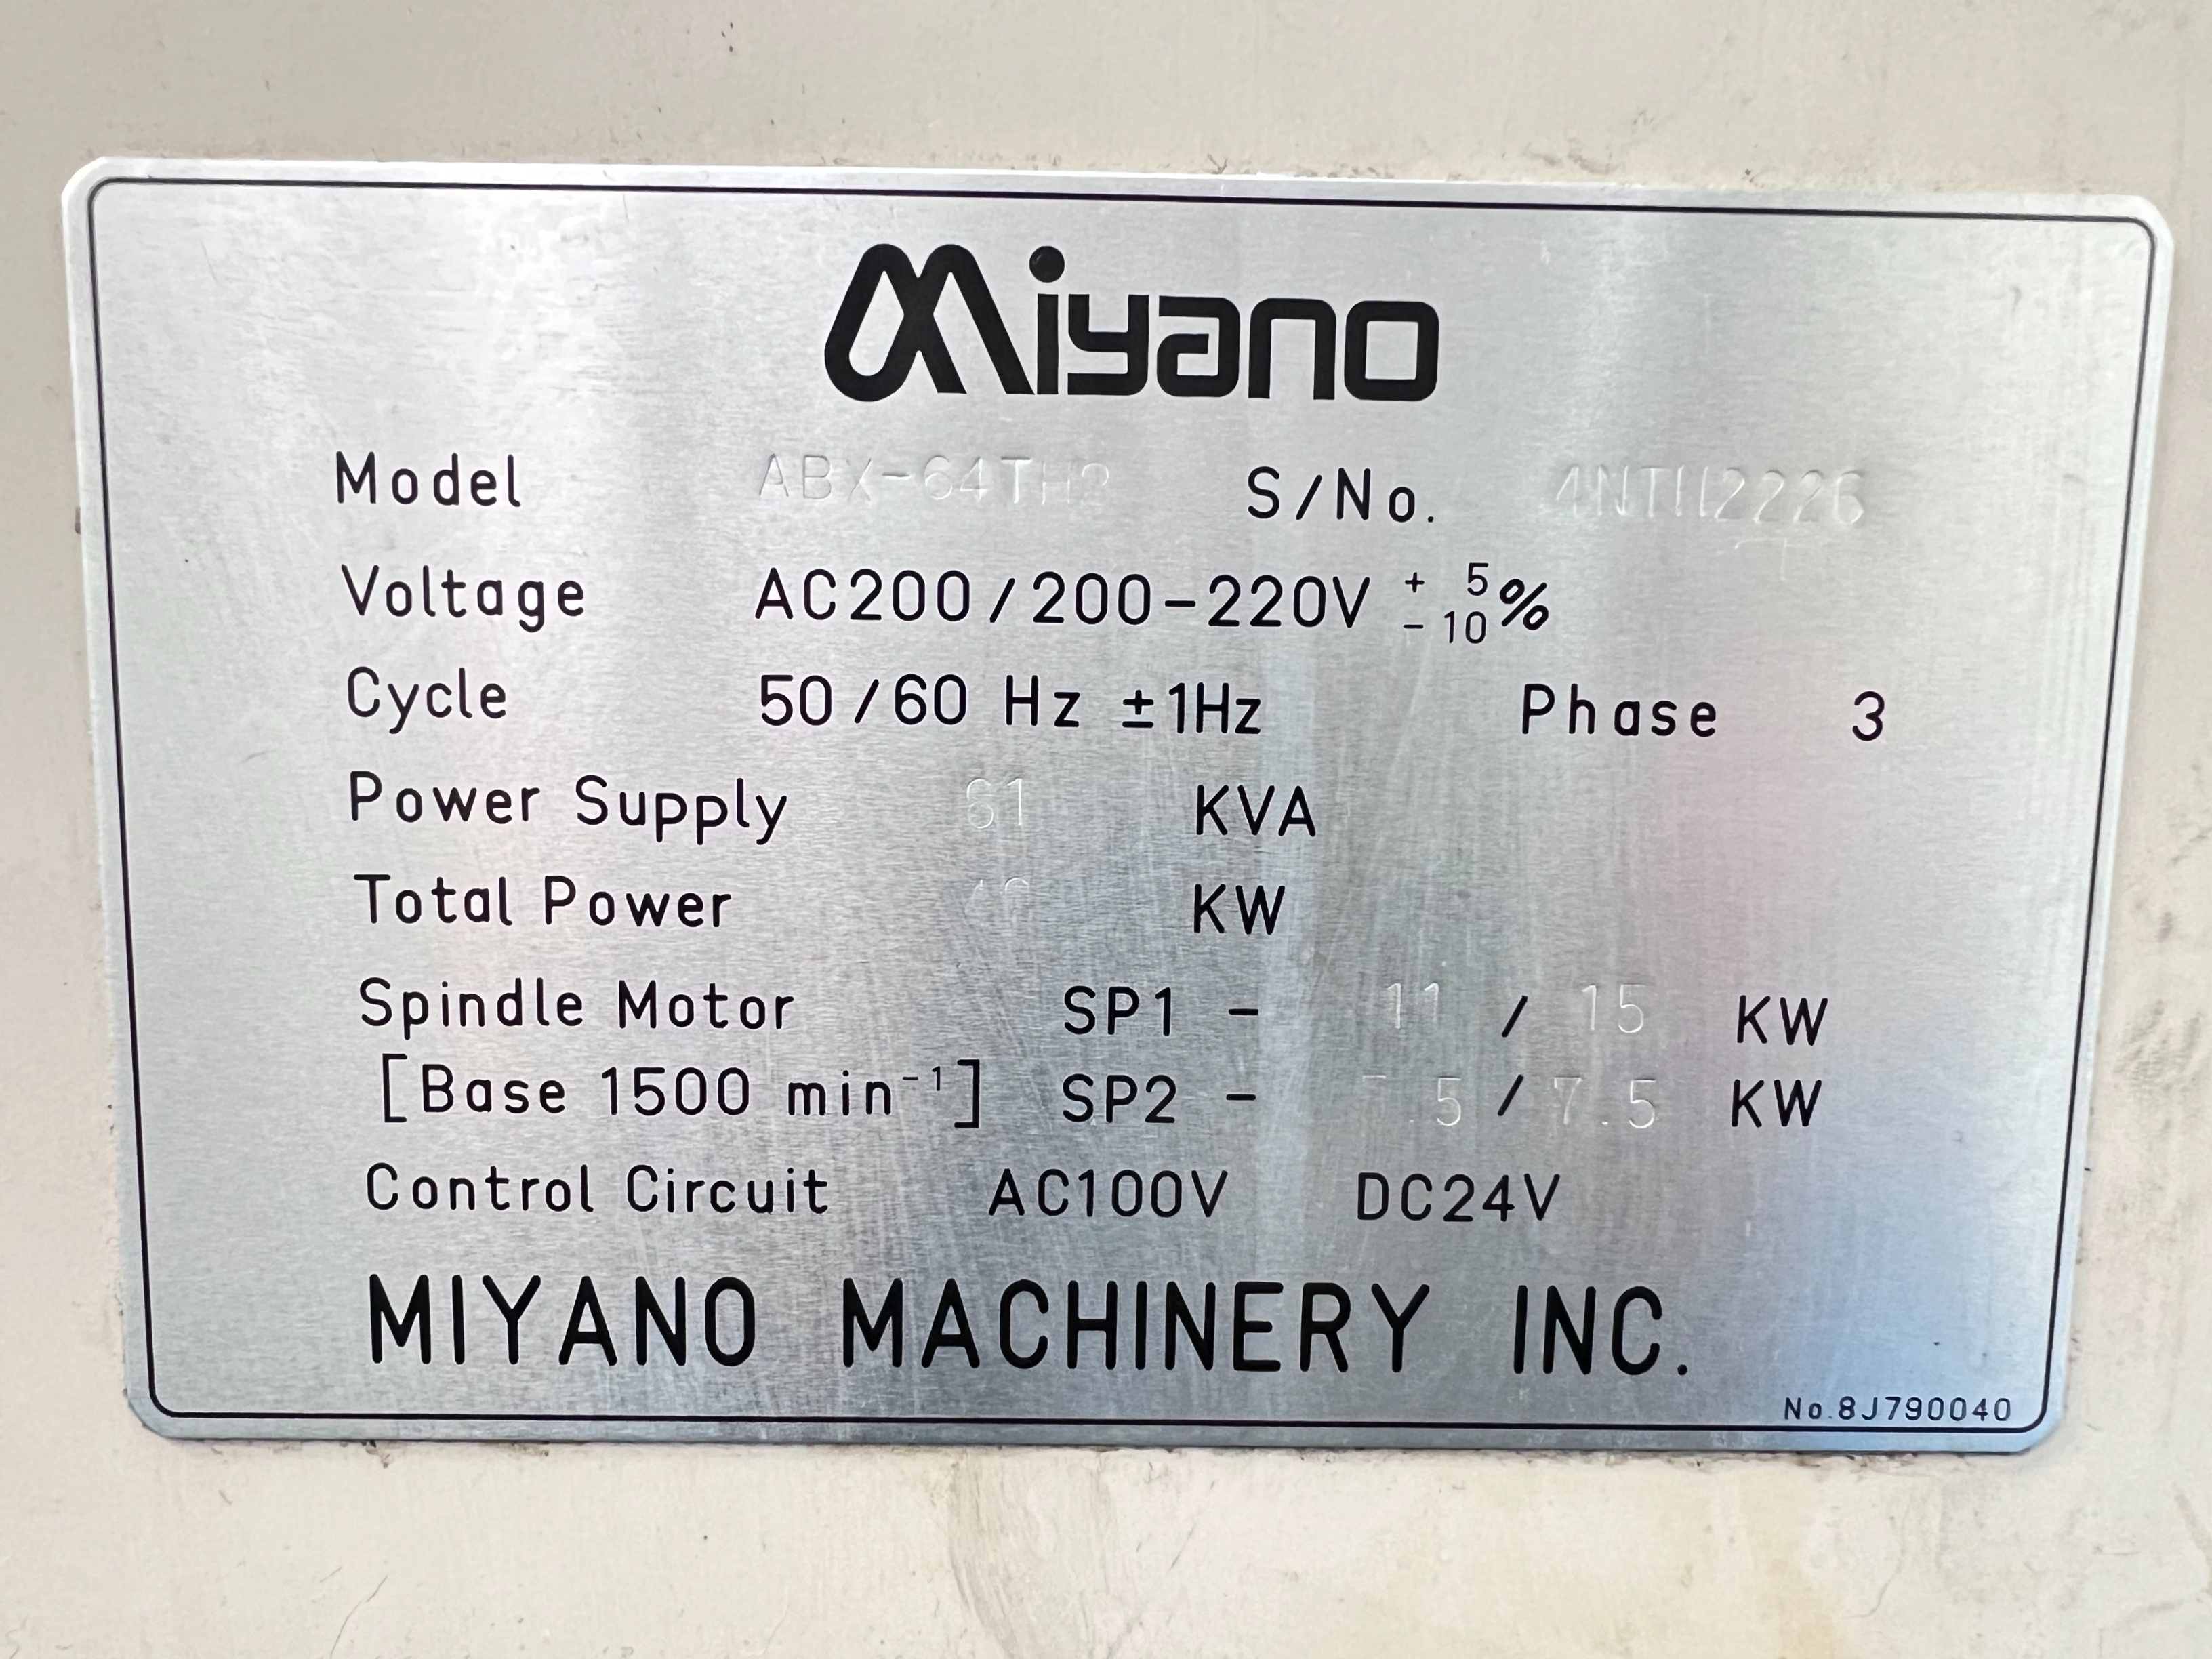 Miyano
Model ABX-64TH2 S/No.
Voltage AC200/200-220V + 5 - 10 %
Cycle 50/60 Hz ±1Hz Phase 3
Power Supply 61 KVA
Total Power KW
Spindle Motor SP1 - 11 / 15 KW
[Base 1500 min⁻¹] SP2 - 5 / 7.5 KW
Control Circuit AC100V DC24V
MIYANO MACHINERY INC.
No.8J790040